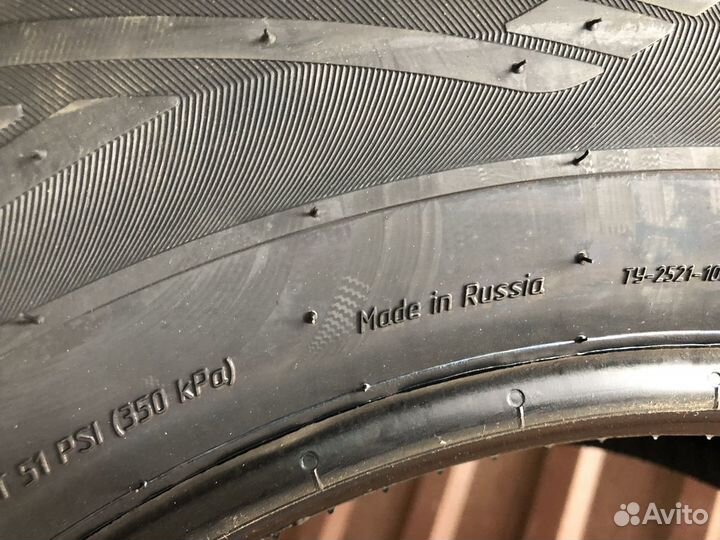 Made in Russia
ТУ-2521-10
T 51 PSI (350 kPa)
Avito